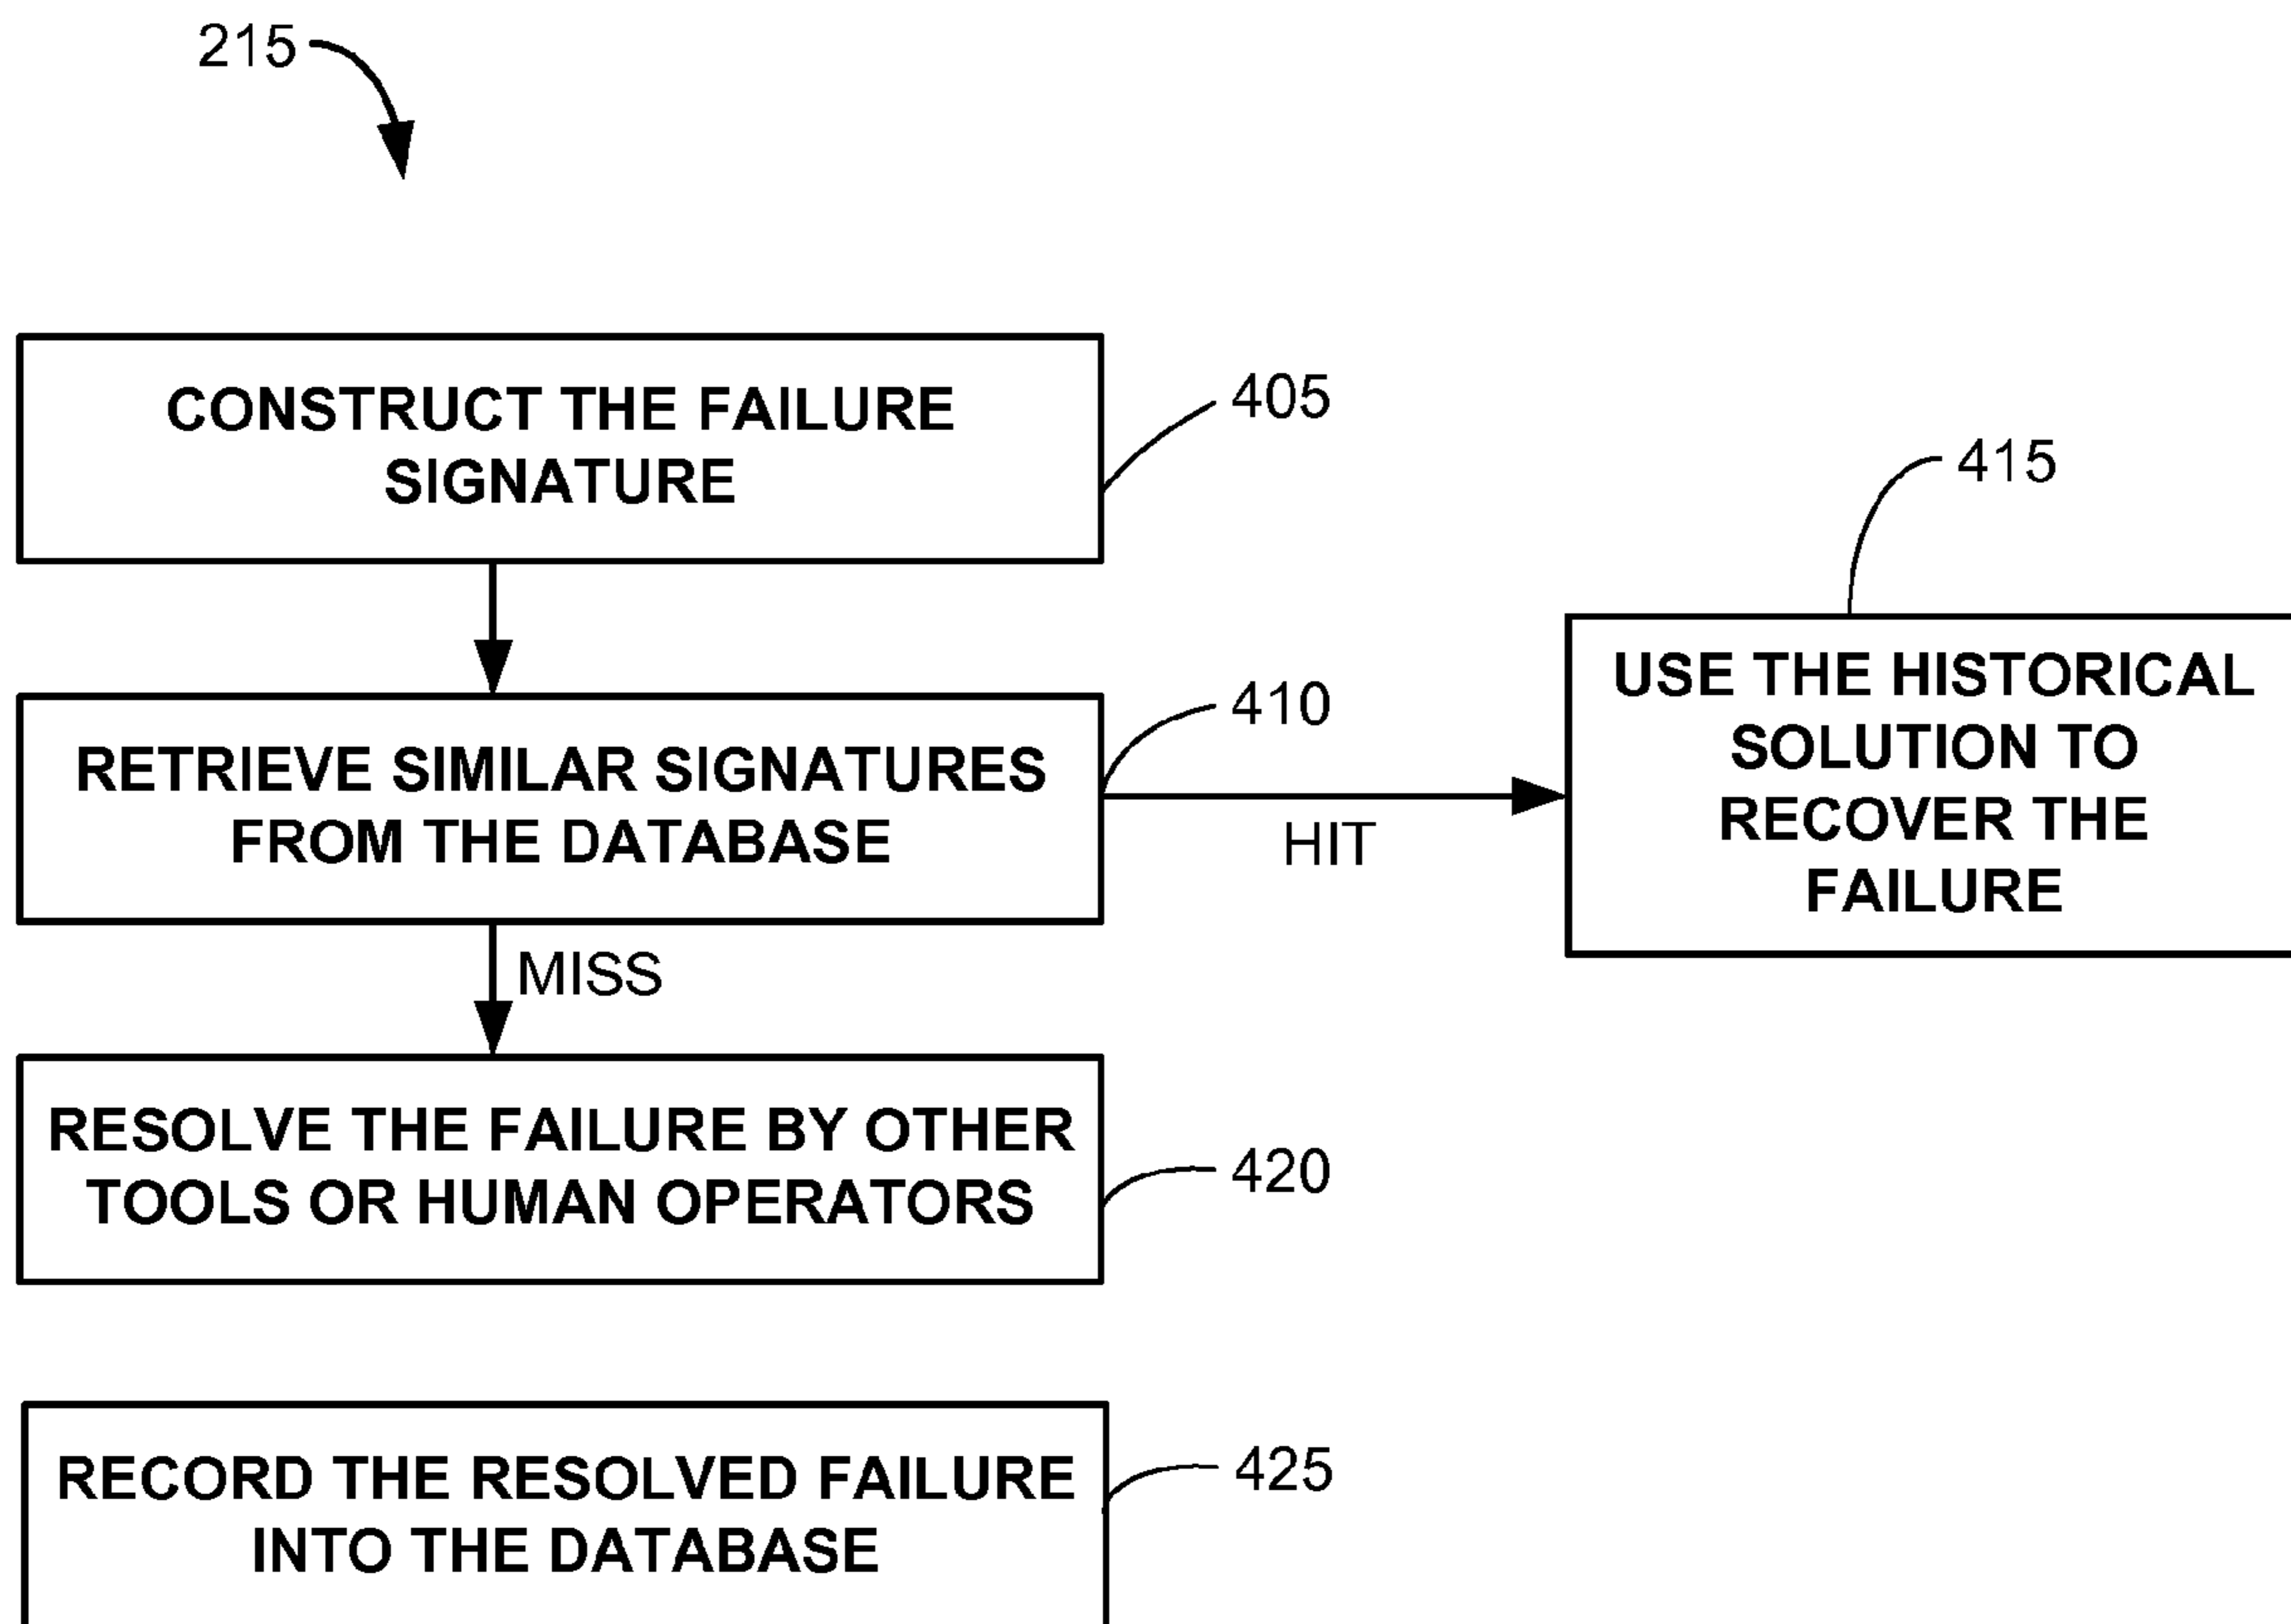 215
CONSTRUCT THE FAILURE
SIGNATURE
405
RETRIEVE SIMILAR SIGNATURES
FROM THE DATABASE
410
HIT
415
USE THE HISTORICAL
SOLUTION TO
RECOVER THE
FAILURE
MISS
RESOLVE THE FAILURE BY OTHER
TOOLS OR HUMAN OPERATORS
420
RECORD THE RESOLVED FAILURE
INTO THE DATABASE
425